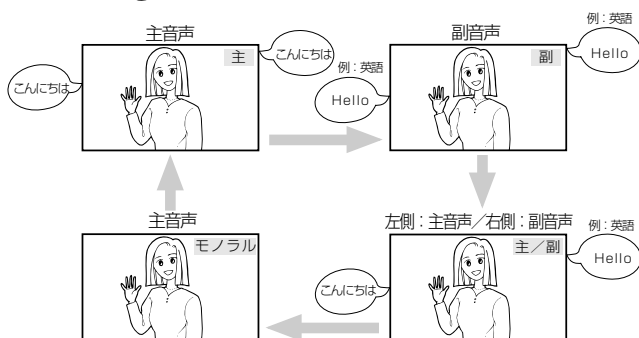 主音声
主
こんにちは
こんにちは
副音声
副
例：英語
Hello
例：英語
Hello
左側：主音声／右側：副音声
主／副
例：英語
Hello
こんにちは
主音声
モノラル